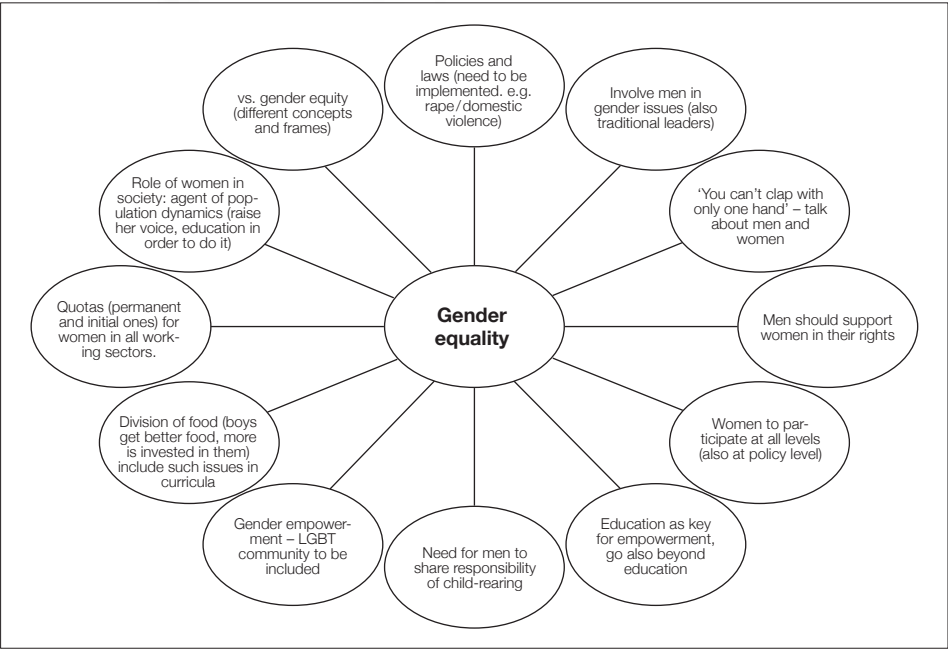 Policies and
laws (need to be
implemented. e.g.
rape/domestic
violence)
vs. gender equity
(different concepts
and frames)
Involve men in
gender issues (also
traditional leaders)
Role of women in
society: agent of pop-
ulation dynamics (raise
her voice, education in
order to do it)
‘You can’t clap with
only one hand’ – talk
about men and
women
Quotas (permanent
and initial ones) for
women in all work-
ing sectors.
Gender
equality
Men should support
women in their rights
Division of food (boys
get better food, more
is invested in them)
include such issues in
curricula
Women to par-
ticipate at all levels
(also at policy level)
Gender empower-
ment – LGBT
community to be
included
Need for men to
share responsibility
of child-rearing
Education as key
for empowerment,
go also beyond
education